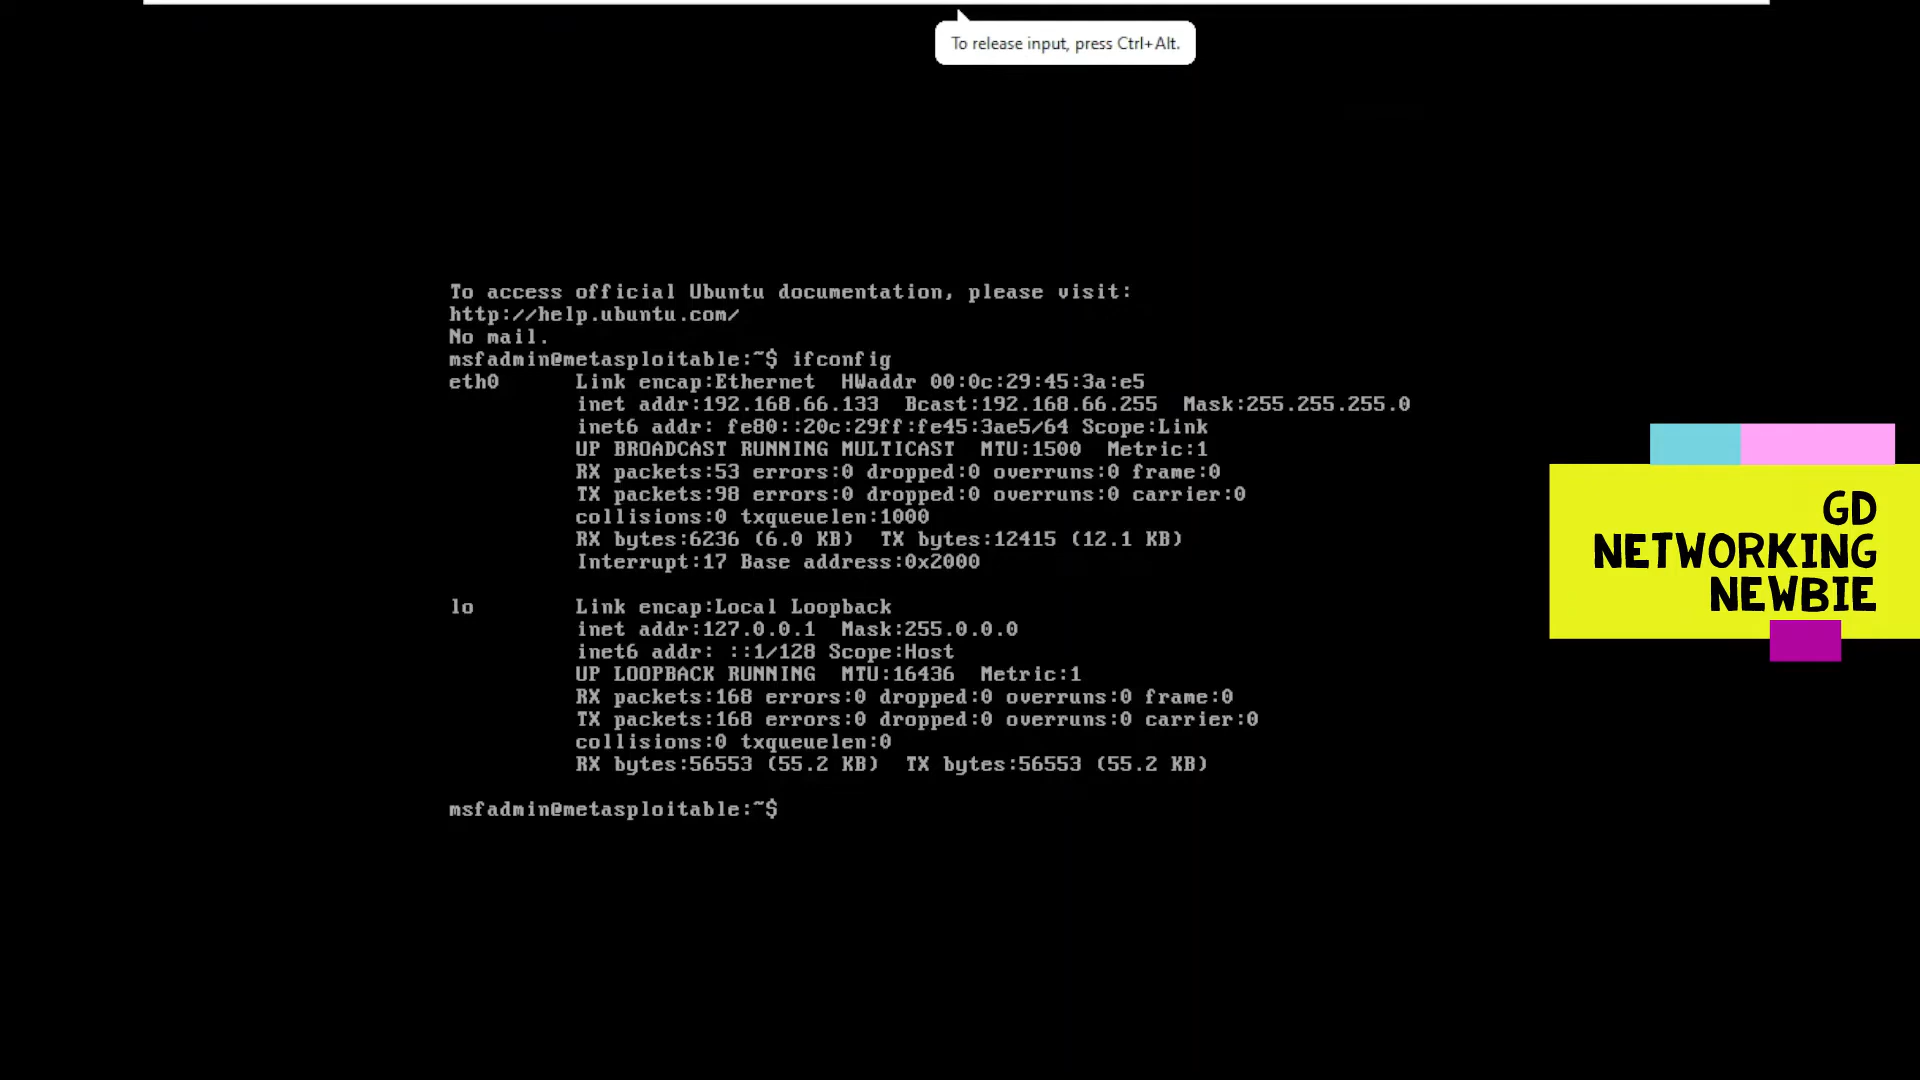 To release input, press Ctrl+Alt.
To access official Ubuntu documentation, please visit:
http://help.ubuntu.com/
No mail.
msfadmin@metasploitable:~$ ifconfig
eth0 Link encap:Ethernet HWaddr 00:0c:29:45:3a:e5
inet addr:192.168.66.133 Bcast:192.168.66.255 Mask:255.255.255.0
inet6 addr: fe80::20c:29ff:fe45:3ae5/64 Scope:Link
UP BROADCAST RUNNING MULTICAST MTU:1500 Metric:1
RX packets:53 errors:0 dropped:0 overruns:0 frame:0
TX packets:98 errors:0 dropped:0 overruns:0 carrier:0
collisions:0 txqueuelen:1000
RX bytes:6236 (6.0 KB) TX bytes:12415 (12.1 KB)
Interrupt:17 Base address:0x2000
lo Link encap:Local Loopback
inet addr:127.0.0.1 Mask:255.0.0.0
inet6 addr: ::1/128 Scope:Host
UP LOOPBACK RUNNING MTU:16436 Metric:1
RX packets:168 errors:0 dropped:0 overruns:0 frame:0
TX packets:168 errors:0 dropped:0 overruns:0 carrier:0
collisions:0 txqueuelen:0
RX bytes:56553 (55.2 KB) TX bytes:56553 (55.2 KB)
msfadmin@metasploitable:~$
GD
NETWORKING
NEWBIE